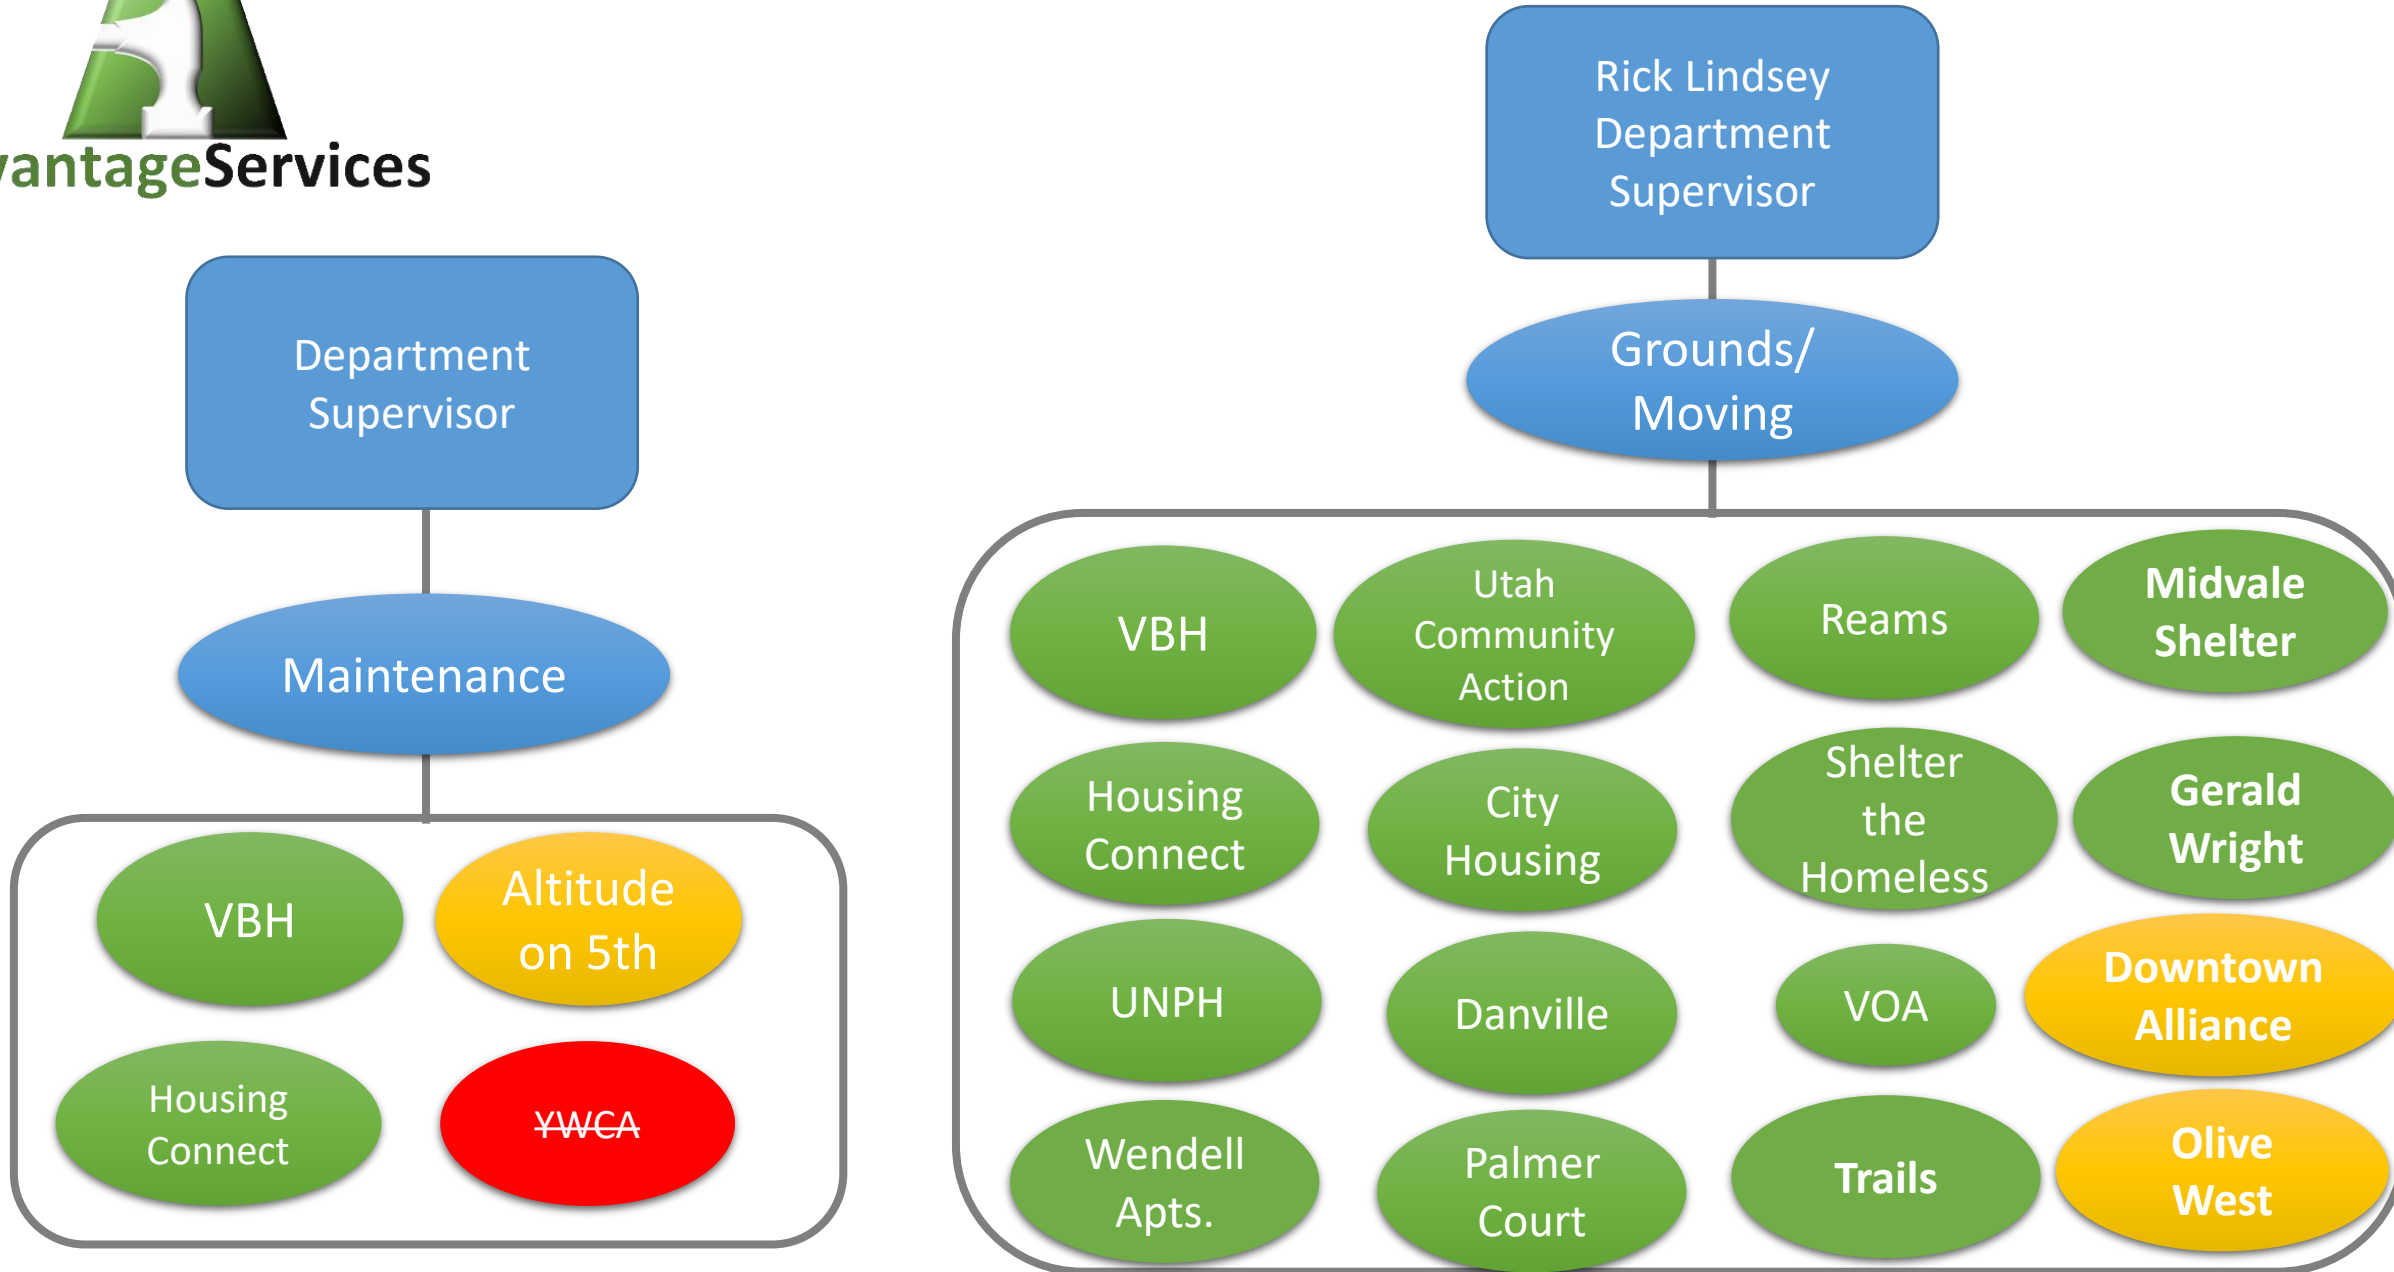 vantageServices
Department
Supervisor
Maintenance
VBH
Altitude
on 5th
Housing
Connect
YWCA
Rick Lindsey
Department
Supervisor
Grounds/
Moving
VBH
Utah
Community
Action
Reams
Midvale
Shelter
Housing
Connect
City
Housing
Shelter
the
Homeless
Gerald
Wright
UNPH
Danville
VOA
Downtown
Alliance
Wendell
Apts.
Palmer
Court
Trails
Olive
West